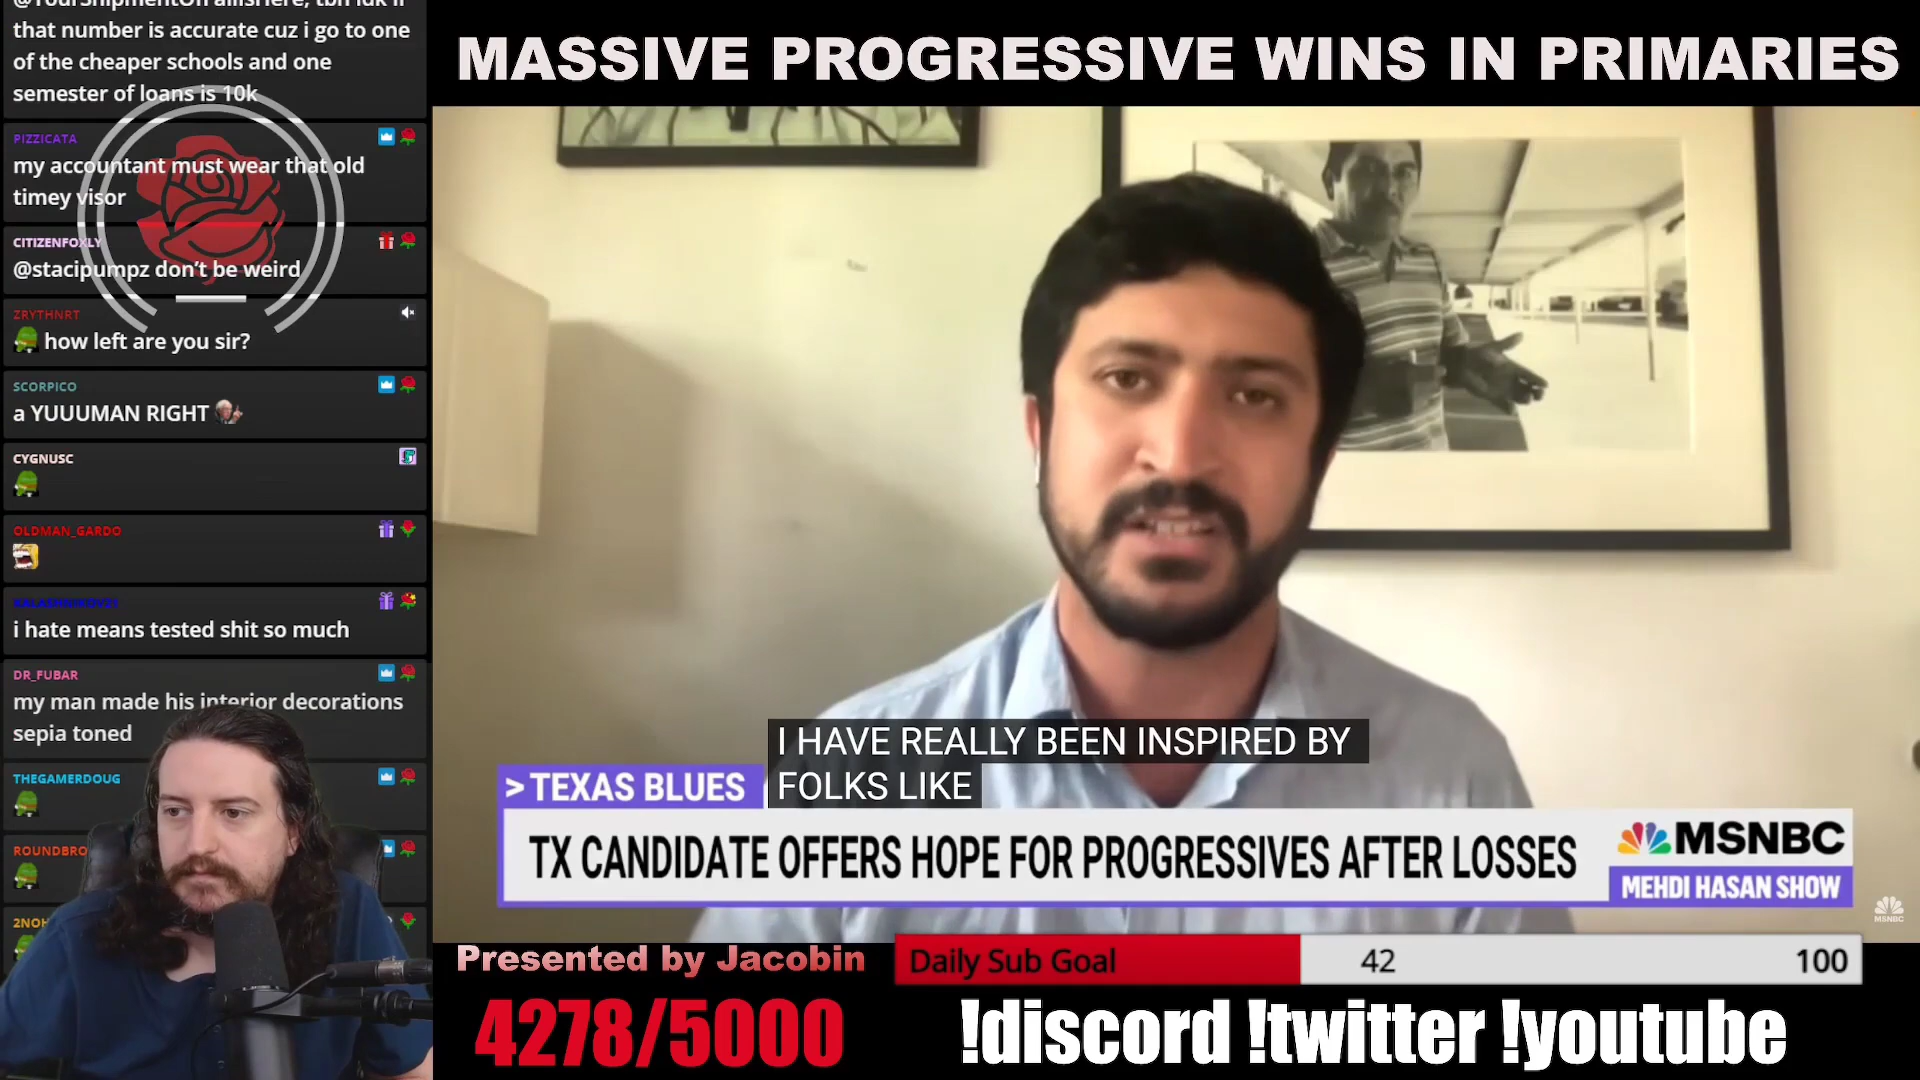 that number is accurate cuz i go to one
of the cheaper schools and one
semester of loans is 10k
PIZZICATA
my accountant must wear that old
timey visor
CITIZENFOXLY
@stacipumpz don't be weird
ZRYTHNRT
how left are you sir?
SCORPICO
a YUUUMAN RIGHT
CYGNUSC
OLDMAN_GARDO
i hate means tested shit so much
DR_FUBAR
my man made his interior decorations
sepia toned
THEGAMERDOUG
ROUNDBRO
2NOH
MASSIVE PROGRESSIVE WINS IN PRIMARIES
I HAVE REALLY BEEN INSPIRED BY
FOLKS LIKE
> TEXAS BLUES
TX CANDIDATE OFFERS HOPE FOR PROGRESSIVES AFTER LOSSES
MSNBC
MEHDI HASAN SHOW
MSNBC
Presented by Jacobin
Daily Sub Goal 42 100
4278/5000
!discord !twitter !youtube